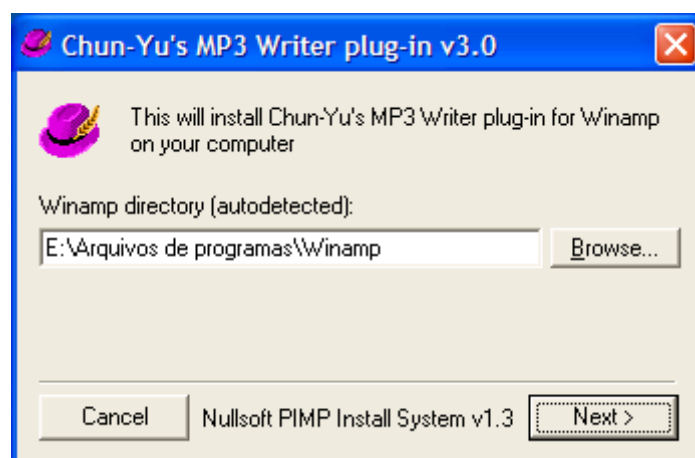 Chun-Yu's MP3 Writer plug-in v3.0
This will install Chun-Yu's MP3 Writer plug-in for Winamp
on your computer
Winamp directory (autodetected):
E:\Arquivos de programas\Winamp
Browse...
Cancel
Nullsoft PIMP Install System v1.3
Next >